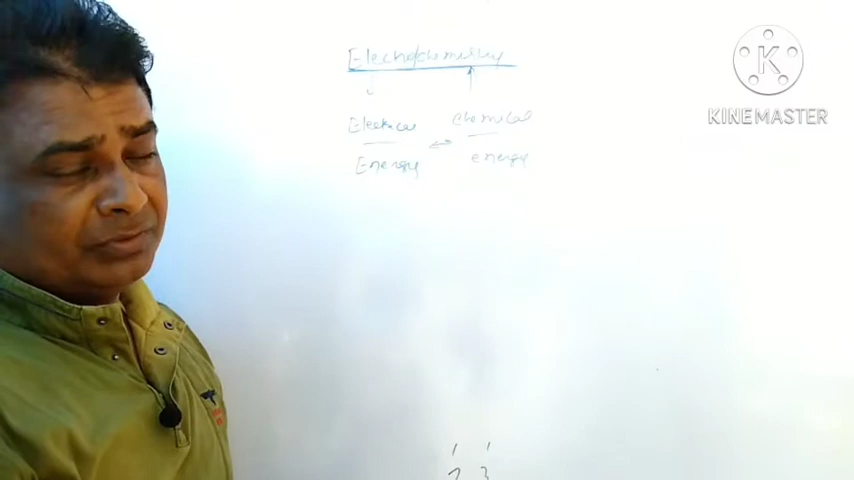 Electrochemistry
Electrical ⇌ chemical
Energy energy
KINEMASTER